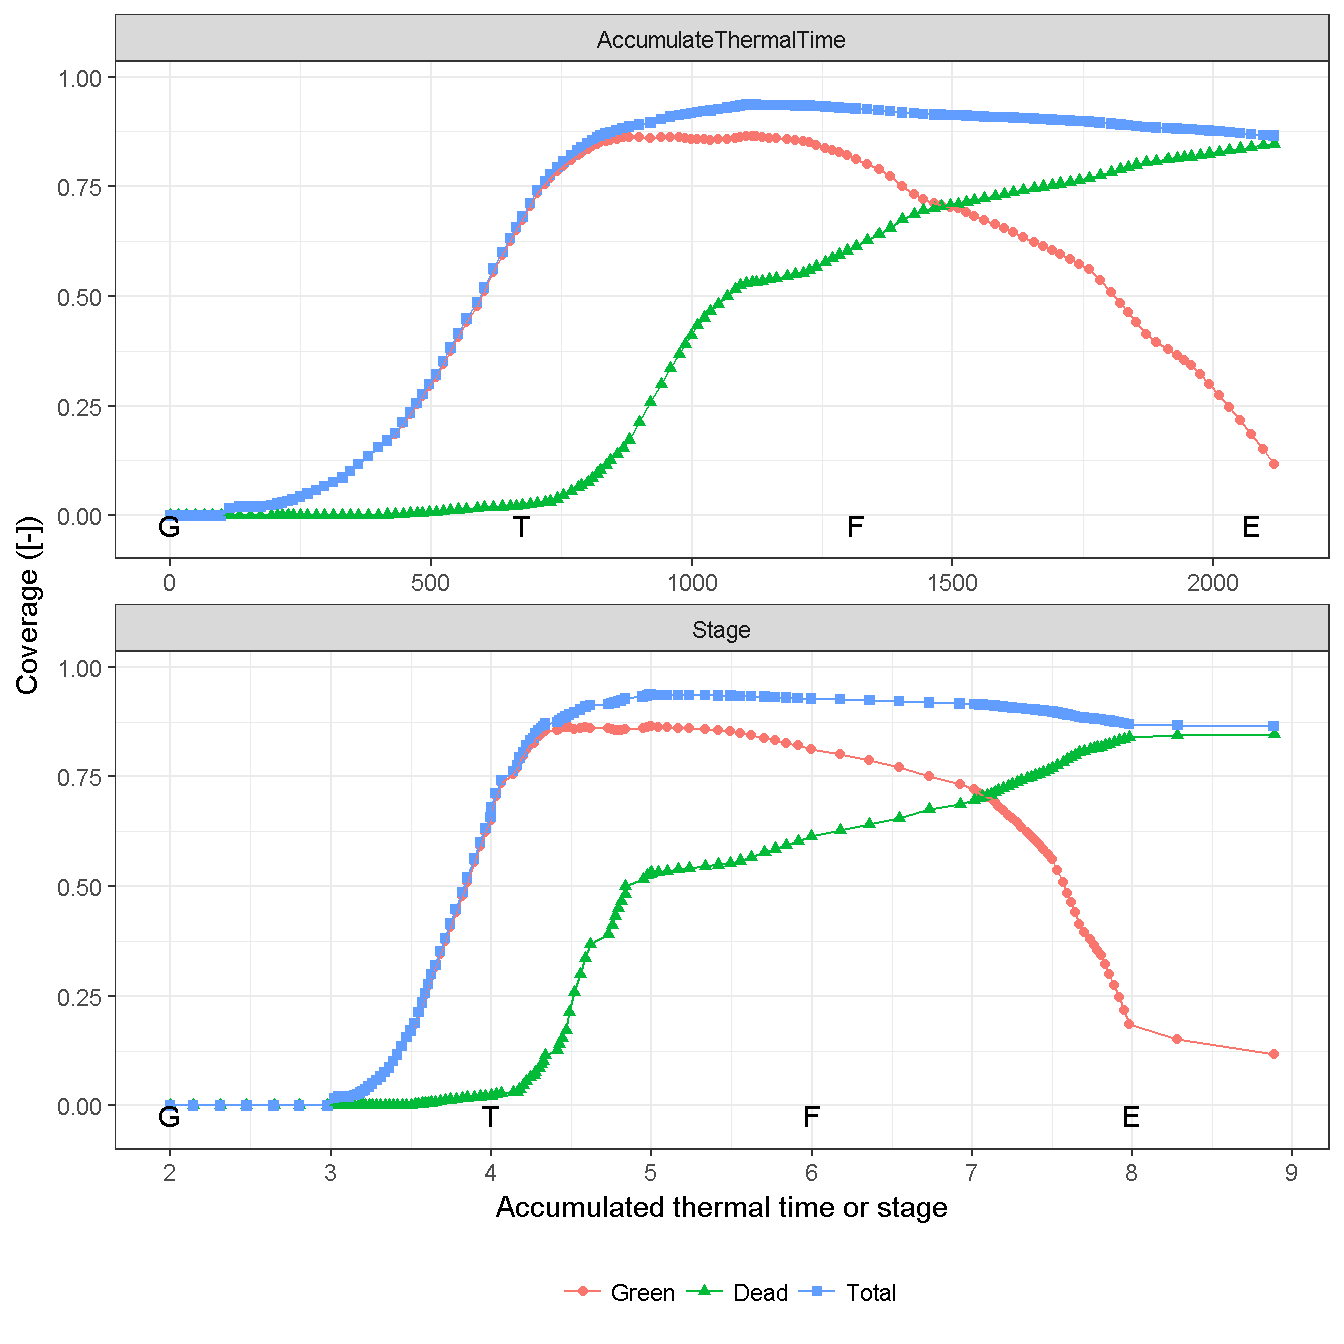 AccumulateThermalTime
1.00
0.75
0.50
0.25
0.00
G T F E
0 500 1000 1500 2000
Coverage ([-])
Stage
1.00
0.75
0.50
0.25
0.00
G T F E
2 3 4 5 6 7 8 9
Accumulated thermal time or stage
Green Dead Total